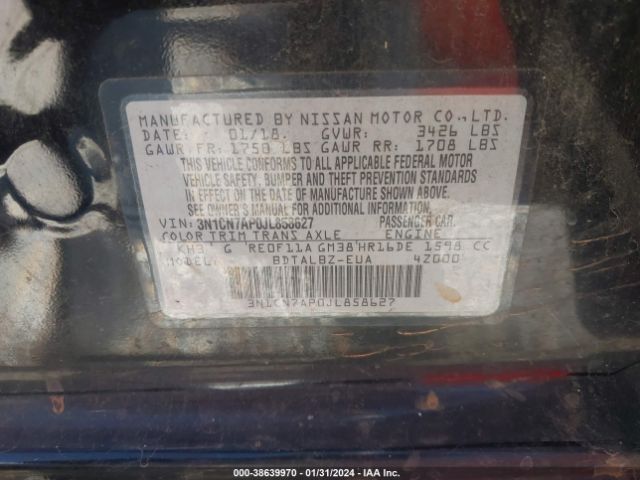 MANUFACTURED BY NISSAN MOTOR CO., LTD.
DATE: 01/18. GVWR: 3426 LBS
GAWR FR: 1750 LBS GAWR RR: 1708 LBS
THIS VEHICLE CONFORMS TO ALL APPLICABLE FEDERAL MOTOR
VEHICLE SAFETY, BUMPER AND THEFT PREVENTION STANDARDS
IN EFFECT ON THE DATE OF MANUFACTURE SHOWN ABOVE.
SEE OWNER'S MANUAL FOR ADDITIONAL INFORMATION
VIN: 3N1CN7AP0JL858627 PASSENGER CAR.
COLOR TRIM TRANS AXLE ENGINE
KH3 G RE0F11A GM38 HR16DE 1598 CC
MODEL: BDTALBZ-EUA 4Z000
3N1CN7AP0JL858627
000-38639970 / 01/31/2024 / IAA Inc.